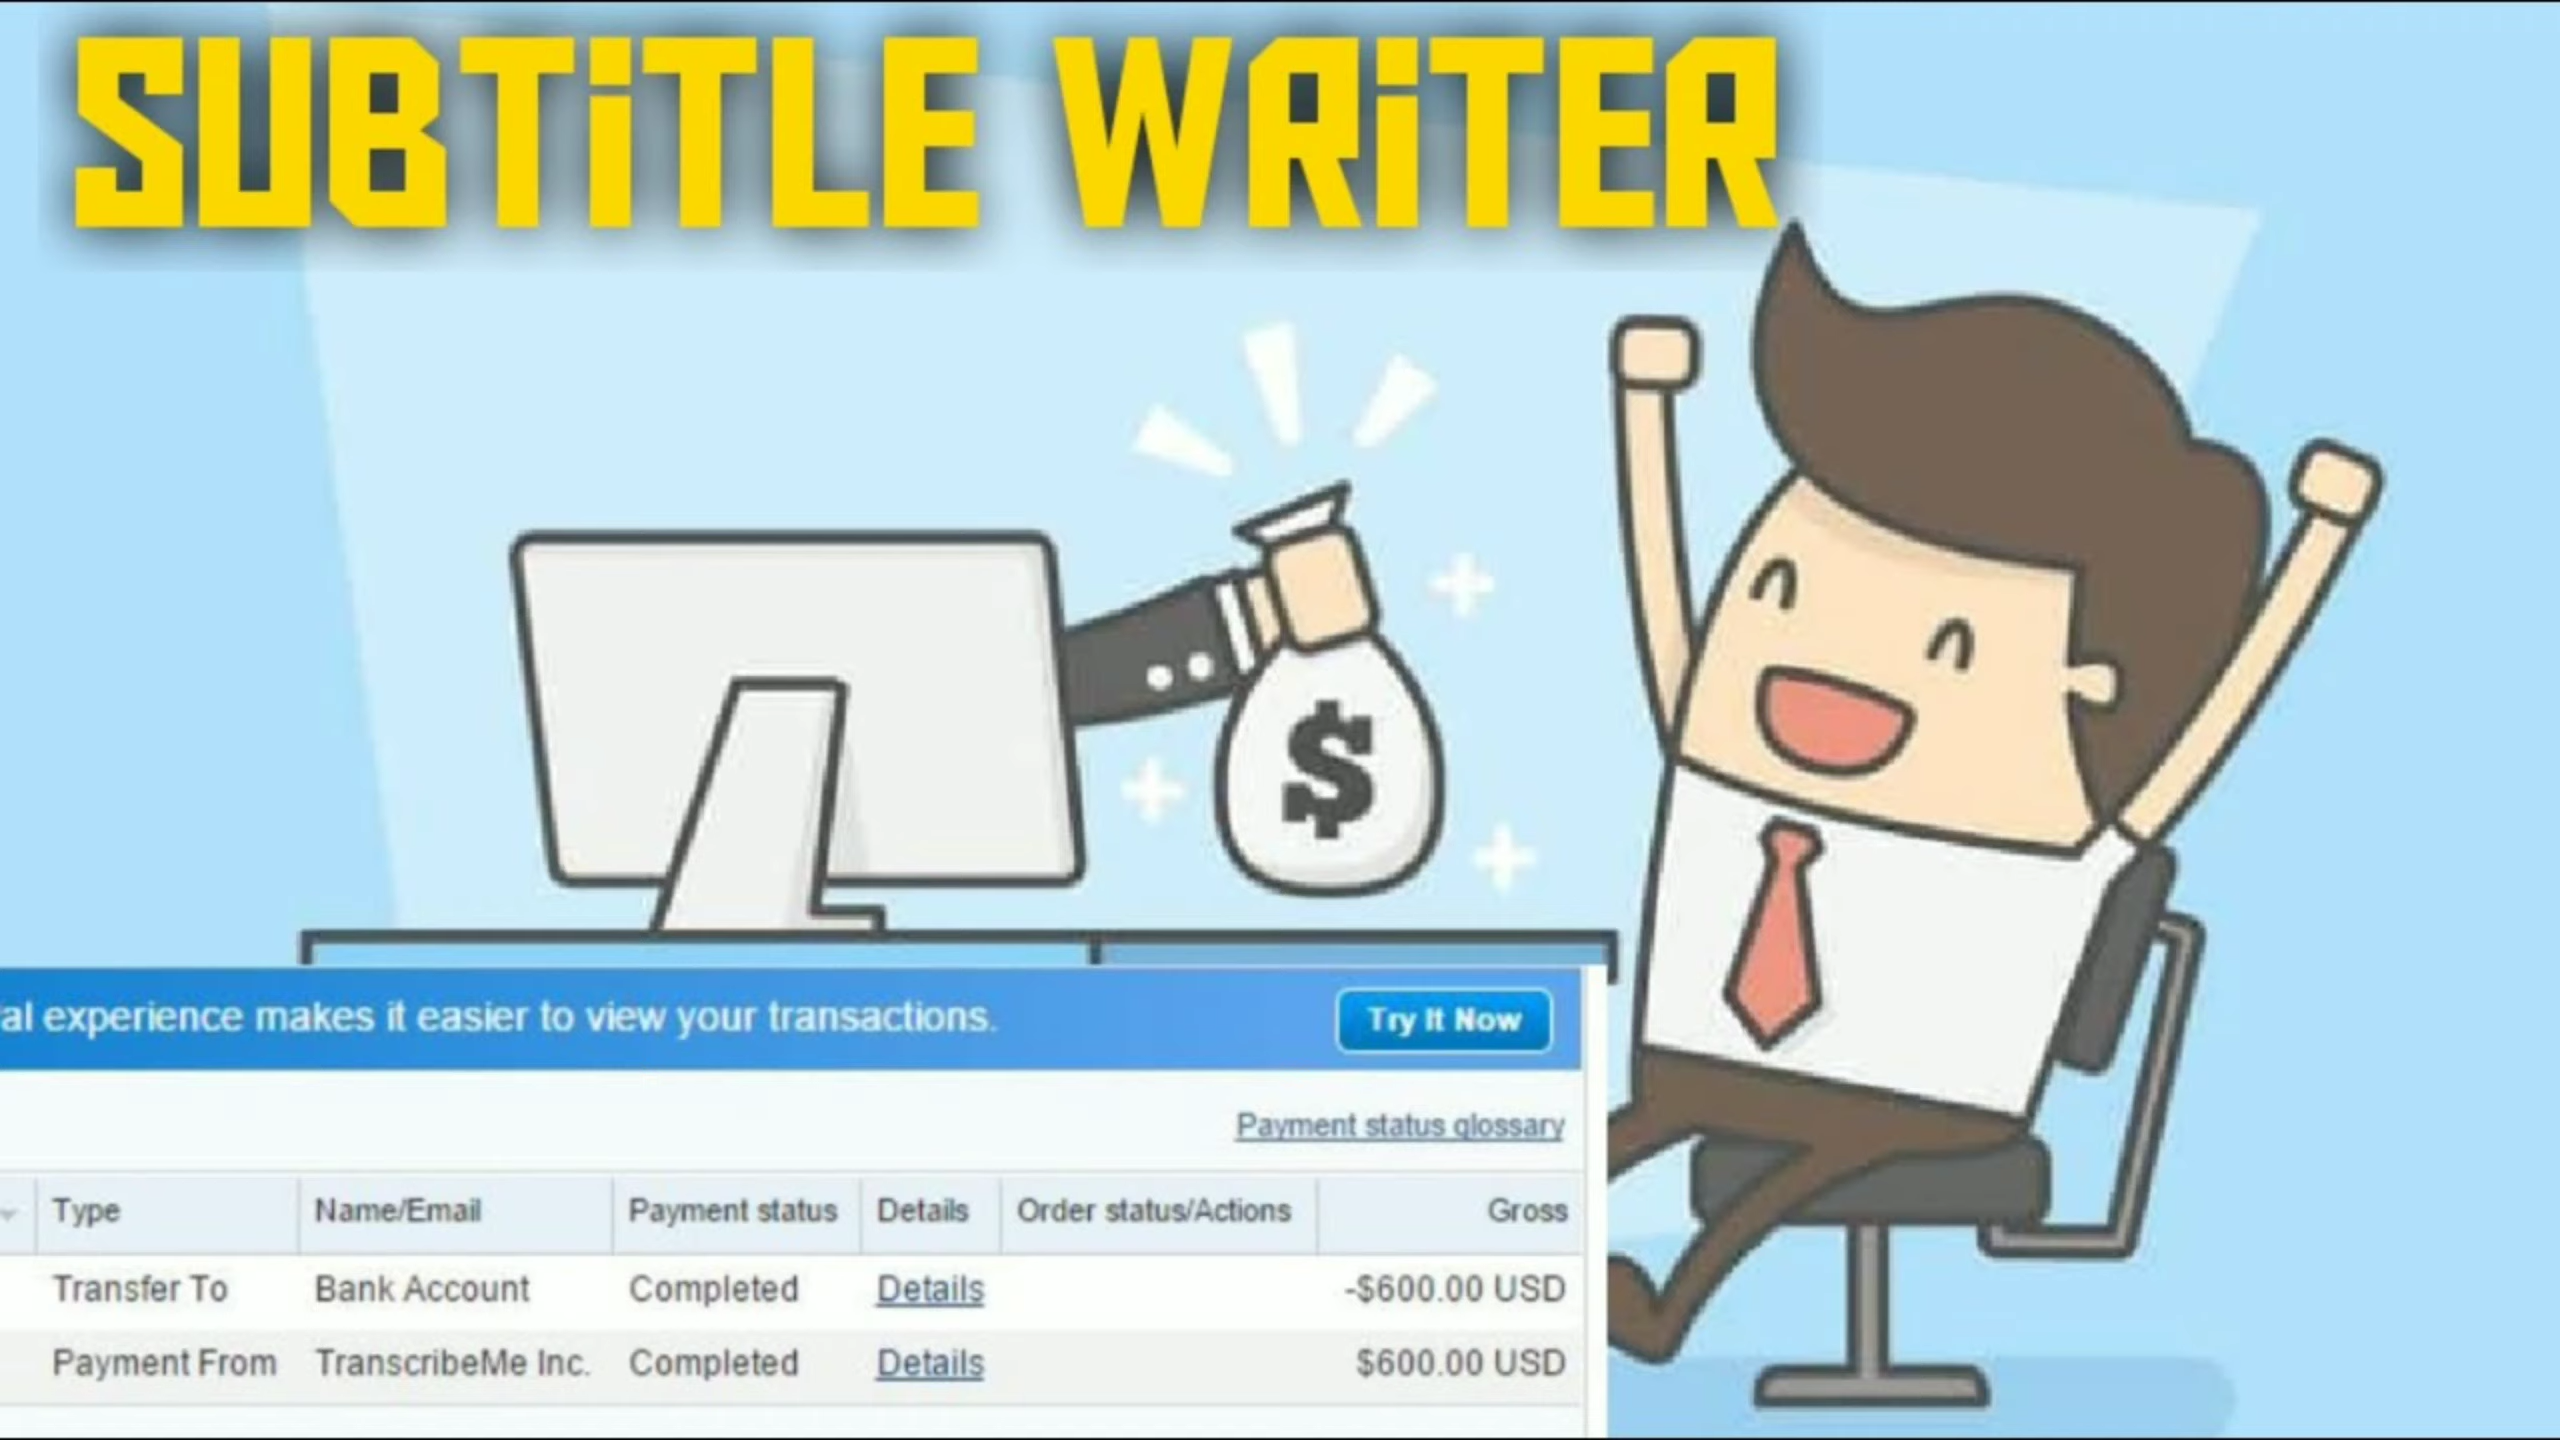 SUBTiTLE WRiTER
$
al experience makes it easier to view your transactions.
Try It Now
Payment status glossary
Type Name/Email Payment status Details Order status/Actions Gross
Transfer To Bank Account Completed Details -$600.00 USD
Payment From TranscribeMe Inc. Completed Details $600.00 USD